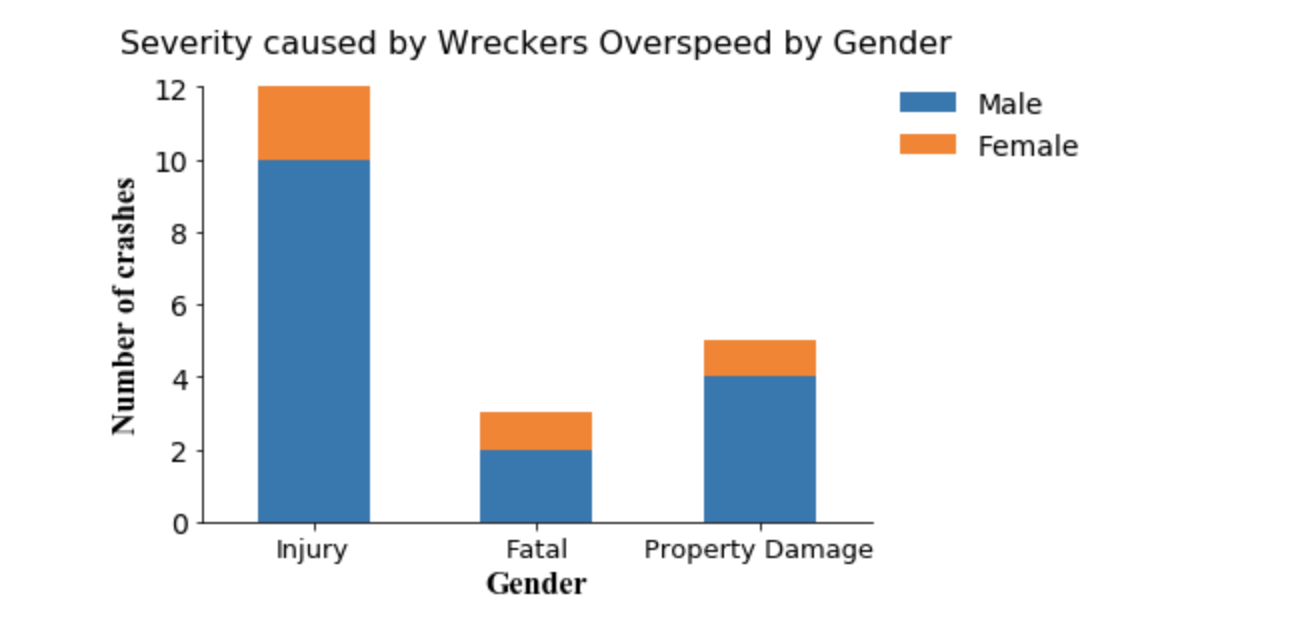 Severity caused by Wreckers Overspeed by Gender
Male
Female
Number of crashes
12
10
8
6
4
2
0
Injury Fatal Property Damage
Gender